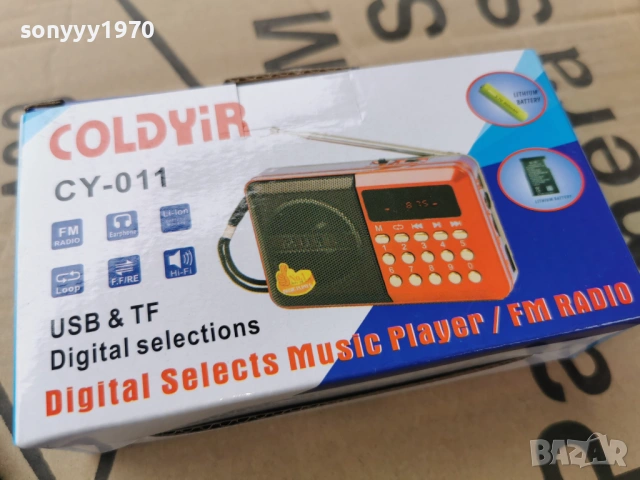 sonyyy1970
COLDYiR
CY-011
LITHIUM
BATTERY
FM
RADIO
Earphone
Li-ion
Loop
F.F/RE
Hi-Fi
USB & TF
Digital selections
Digital Selects Music Player / FM RADIO
BAZAR